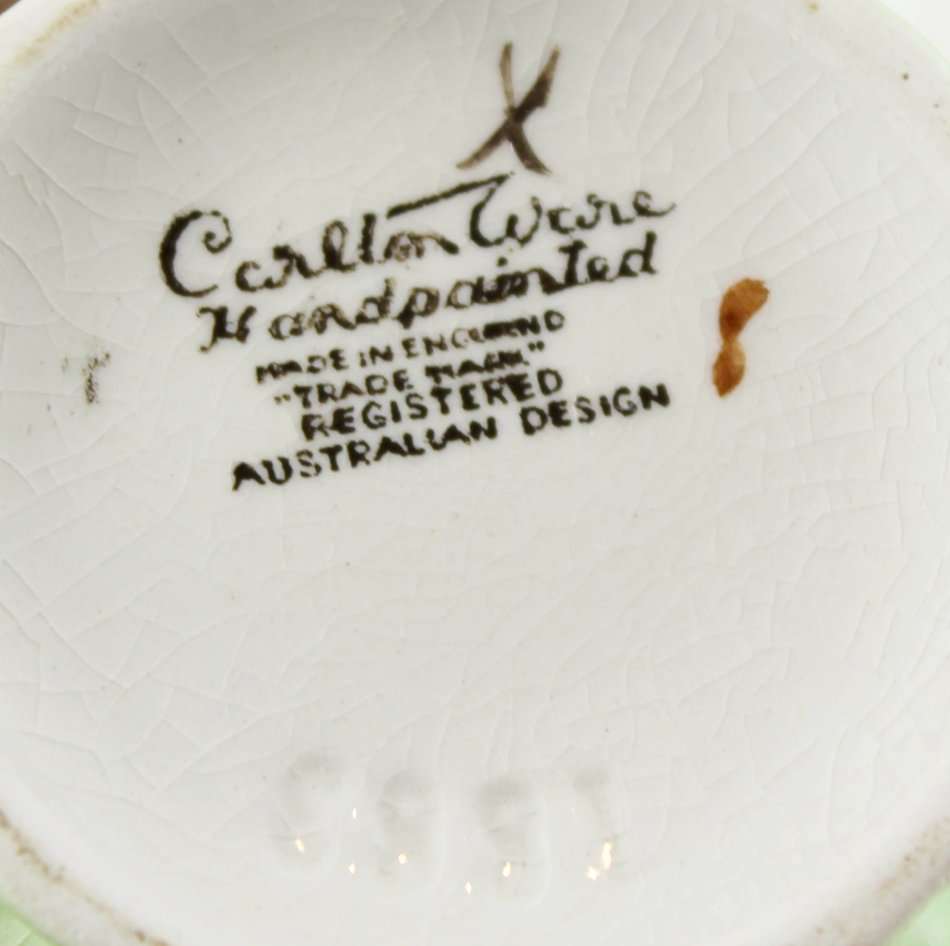 X
Carlton Ware
Handpainted
MADE IN ENGLAND
"TRADE MARK"
REGISTERED
AUSTRALIAN DESIGN